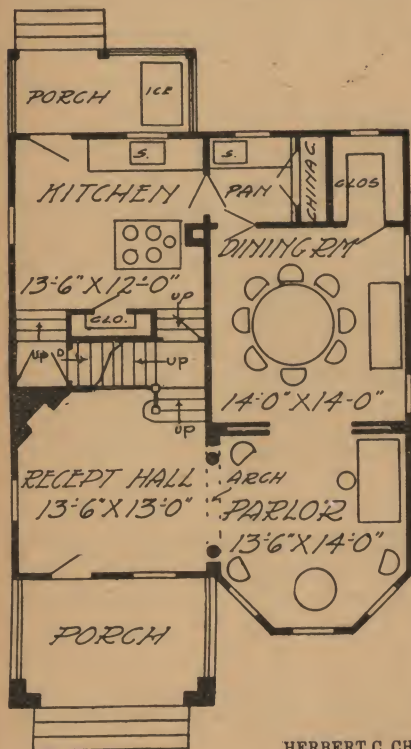 PORCH
ICE
S.
S.
KITCHEN
PAN
CHINA C
CLOS
DINING RM
13'-6" X 12'-0"
UP
CLO.
UP
D
UP
14'-0" X 14'-0"
UP
RECEPT HALL
13'-6" X 13'-0"
ARCH
PARLOR
13'-6" X 14'-0"
PORCH
HERBERT C. CH